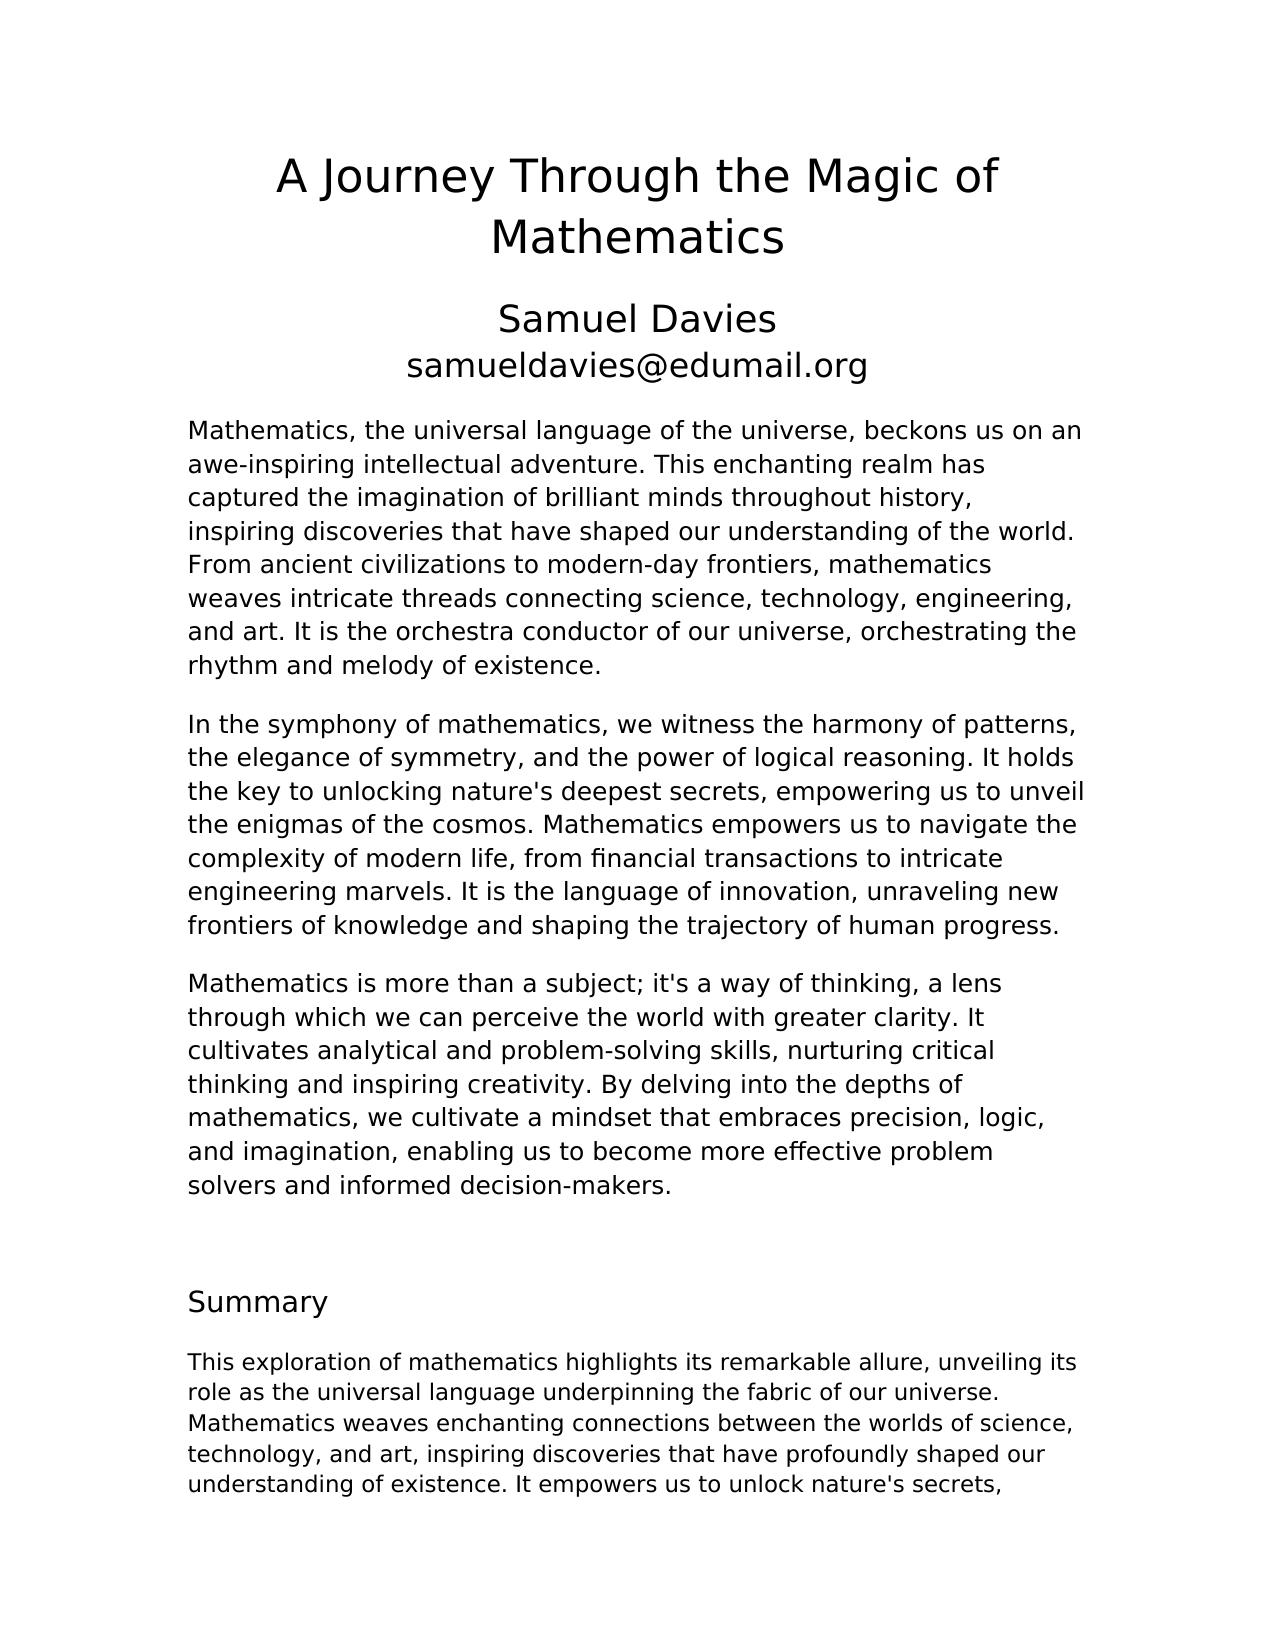 A Journey Through the Magic of
Mathematics
Samuel Davies
samueldavies@edumail.org
Mathematics, the universal language of the universe, beckons us on an
awe-inspiring intellectual adventure. This enchanting realm has
captured the imagination of brilliant minds throughout history,
inspiring discoveries that have shaped our understanding of the world.
From ancient civilizations to modern-day frontiers, mathematics
weaves intricate threads connecting science, technology, engineering,
and art. It is the orchestra conductor of our universe, orchestrating the
rhythm and melody of existence.
In the symphony of mathematics, we witness the harmony of patterns,
the elegance of symmetry, and the power of logical reasoning. It holds
the key to unlocking nature's deepest secrets, empowering us to unveil
the enigmas of the cosmos. Mathematics empowers us to navigate the
complexity of modern life, from financial transactions to intricate
engineering marvels. It is the language of innovation, unraveling new
frontiers of knowledge and shaping the trajectory of human progress.
Mathematics is more than a subject; it's a way of thinking, a lens
through which we can perceive the world with greater clarity. It
cultivates analytical and problem-solving skills, nurturing critical
thinking and inspiring creativity. By delving into the depths of
mathematics, we cultivate a mindset that embraces precision, logic,
and imagination, enabling us to become more effective problem
solvers and informed decision-makers.
Summary
This exploration of mathematics highlights its remarkable allure, unveiling its
role as the universal language underpinning the fabric of our universe.
Mathematics weaves enchanting connections between the worlds of science,
technology, and art, inspiring discoveries that have profoundly shaped our
understanding of existence. It empowers us to unlock nature's secrets,